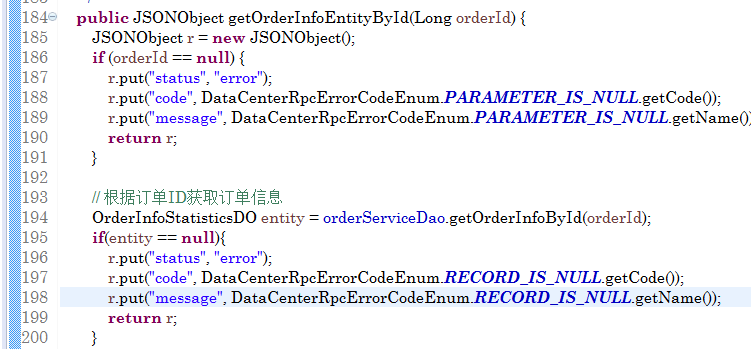 184 public JSONObject getOrderInfoEntityById(Long orderId) {
185 JSONObject r = new JSONObject();
186 if (orderId == null) {
187 r.put("status", "error");
188 r.put("code", DataCenterRpcErrorCodeEnum.PARAMETER_IS_NULL.getCode());
189 r.put("message", DataCenterRpcErrorCodeEnum.PARAMETER_IS_NULL.getName()
190 return r;
191 }
192
193 // 根据订单ID获取订单信息
194 OrderInfoStatisticsDO entity = orderServiceDao.getOrderInfoById(orderId);
195 if(entity == null){
196 r.put("status", "error");
197 r.put("code", DataCenterRpcErrorCodeEnum.RECORD_IS_NULL.getCode());
198 r.put("message", DataCenterRpcErrorCodeEnum.RECORD_IS_NULL.getName());
199 return r;
200 }